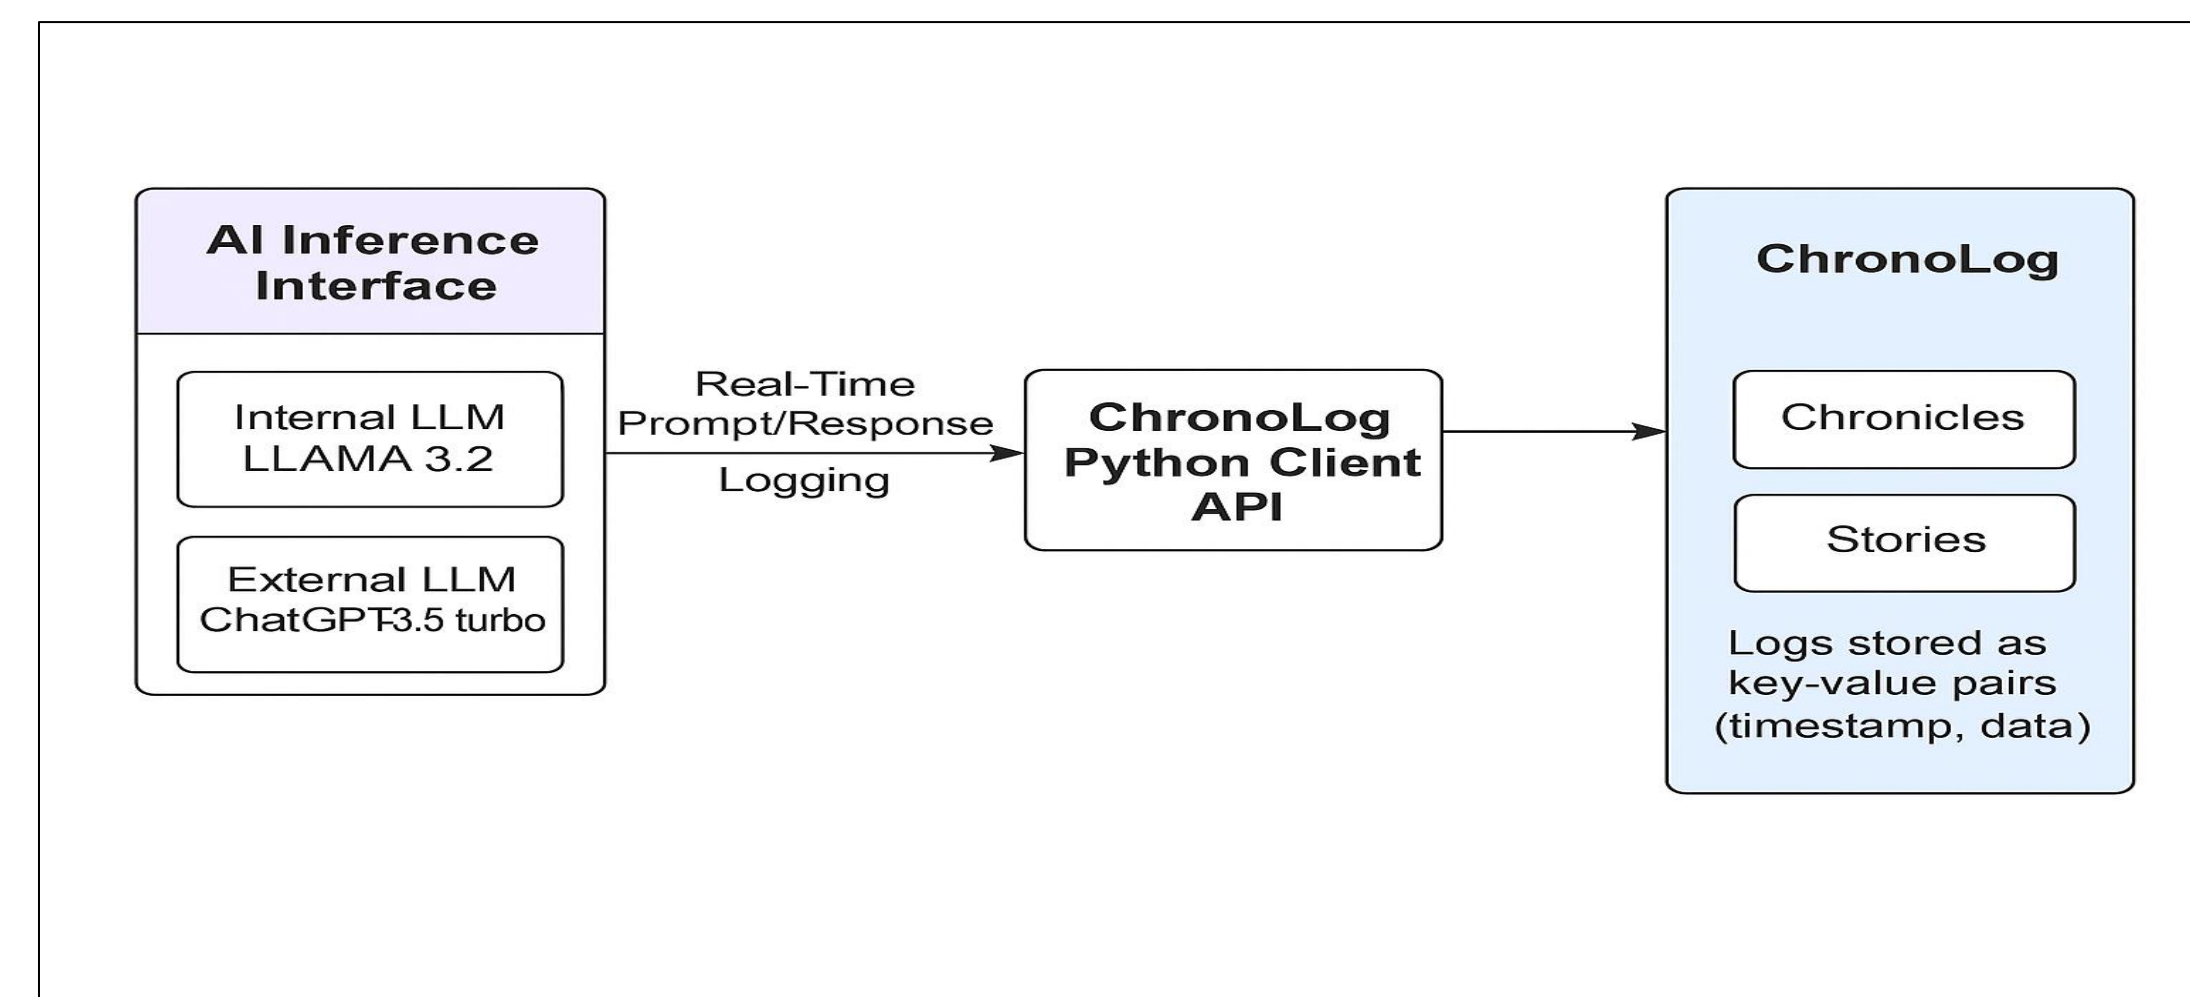 AI Inference
Interface
Internal LLM
LLAMA 3.2
External LLM
ChatGPT-3.5 turbo
Real-Time
Prompt/Response
Logging
ChronoLog
Python Client
API
ChronoLog
Chronicles
Stories
Logs stored as
key-value pairs
(timestamp, data)